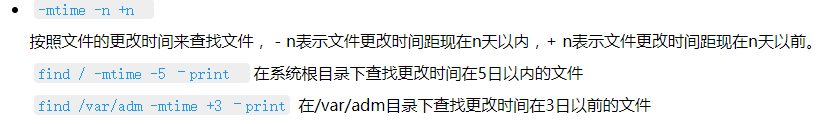 -mtime -n +n
按照文件的更改时间来查找文件，- n表示文件更改时间距现在n天以内，+ n表示文件更改时间距现在n天以前。
find / -mtime -5 –print 在系统根目录下查找更改时间在5日以内的文件
find /var/adm -mtime +3 –print 在/var/adm目录下查找更改时间在3日以前的文件